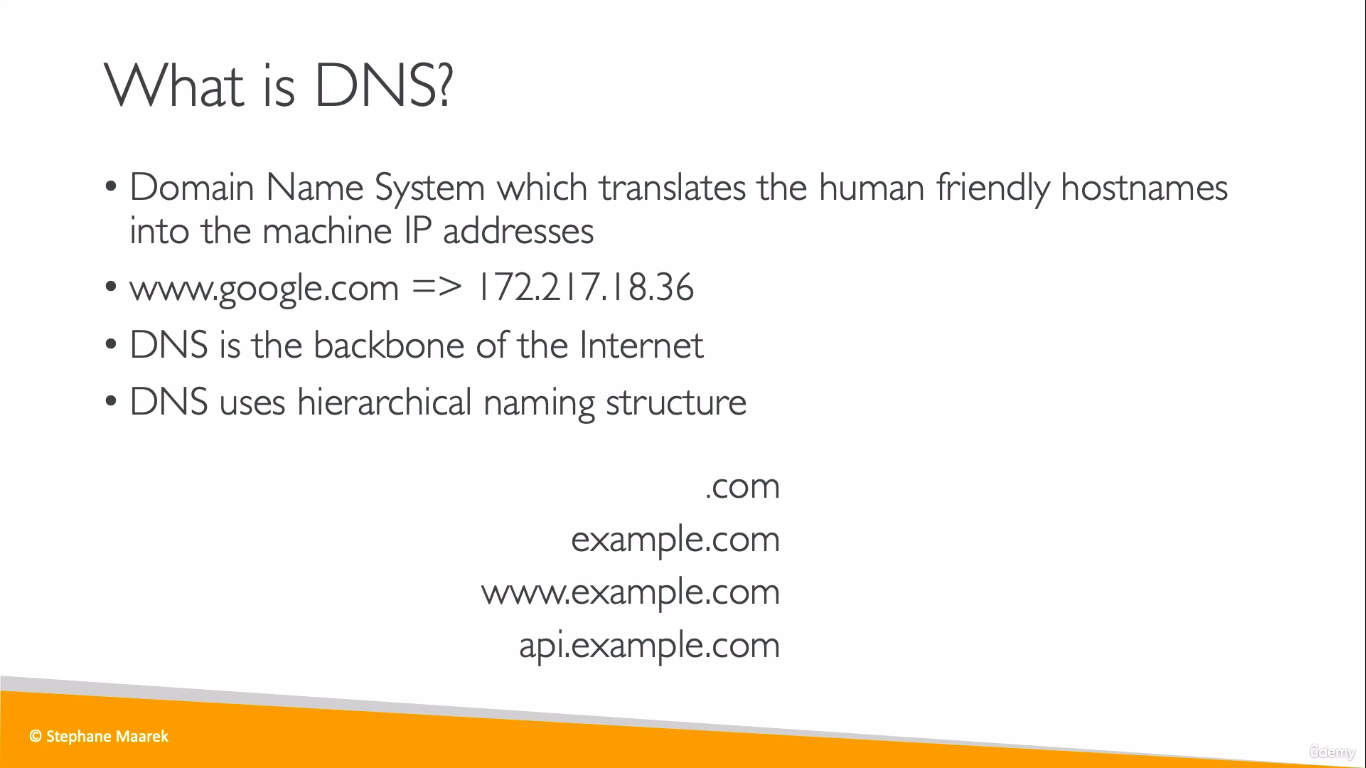 What is DNS?
• Domain Name System which translates the human friendly hostnames
into the machine IP addresses
• www.google.com => 172.217.18.36
• DNS is the backbone of the Internet
• DNS uses hierarchical naming structure
.com
example.com
www.example.com
api.example.com
© Stephane Maarek
ûdemy